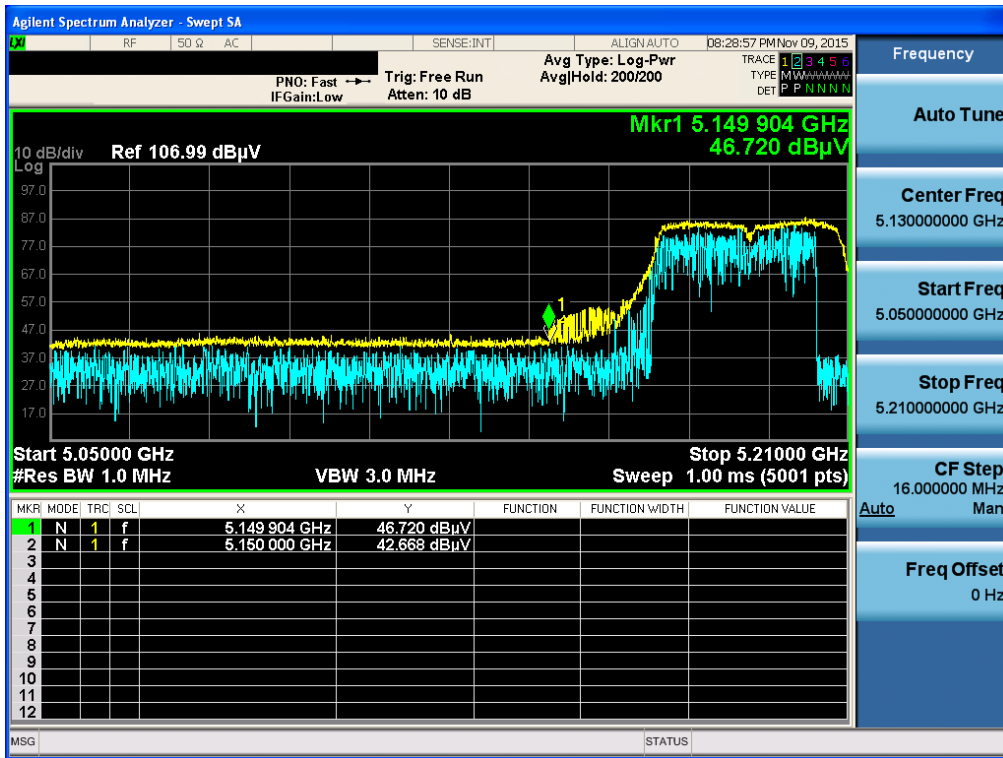 Agilent Spectrum Analyzer - Swept SA
LXI RF 50 Ω AC SENSE:INT ALIGN AUTO 08:28:57 PM Nov 09, 2015
Frequency
PNO: Fast
IFGain:Low
Trig: Free Run
Atten: 10 dB
Avg Type: Log-Pwr
Avg|Hold: 200/200
TRACE 1 2 3 4 5 6
TYPE M W W W W W
DET P P N N N N
Mkr1 5.149 904 GHz
46.720 dBµV
10 dB/div Ref 106.99 dBµV
Log
97.0
87.0
77.0
67.0
57.0
47.0
37.0
27.0
17.0
1
Start 5.05000 GHz Stop 5.21000 GHz
#Res BW 1.0 MHz VBW 3.0 MHz Sweep 1.00 ms (5001 pts)
MKR MODE TRC SCL X Y FUNCTION FUNCTION WIDTH FUNCTION VALUE
1 N 1 f 5.149 904 GHz 46.720 dBµV
2 N 1 f 5.150 000 GHz 42.668 dBµV
3
4
5
6
7
8
9
10
11
12
MSG STATUS
Auto Tune
Center Freq
5.130000000 GHz
Start Freq
5.050000000 GHz
Stop Freq
5.210000000 GHz
CF Step
16.000000 MHz
Auto Man
Freq Offset
0 Hz